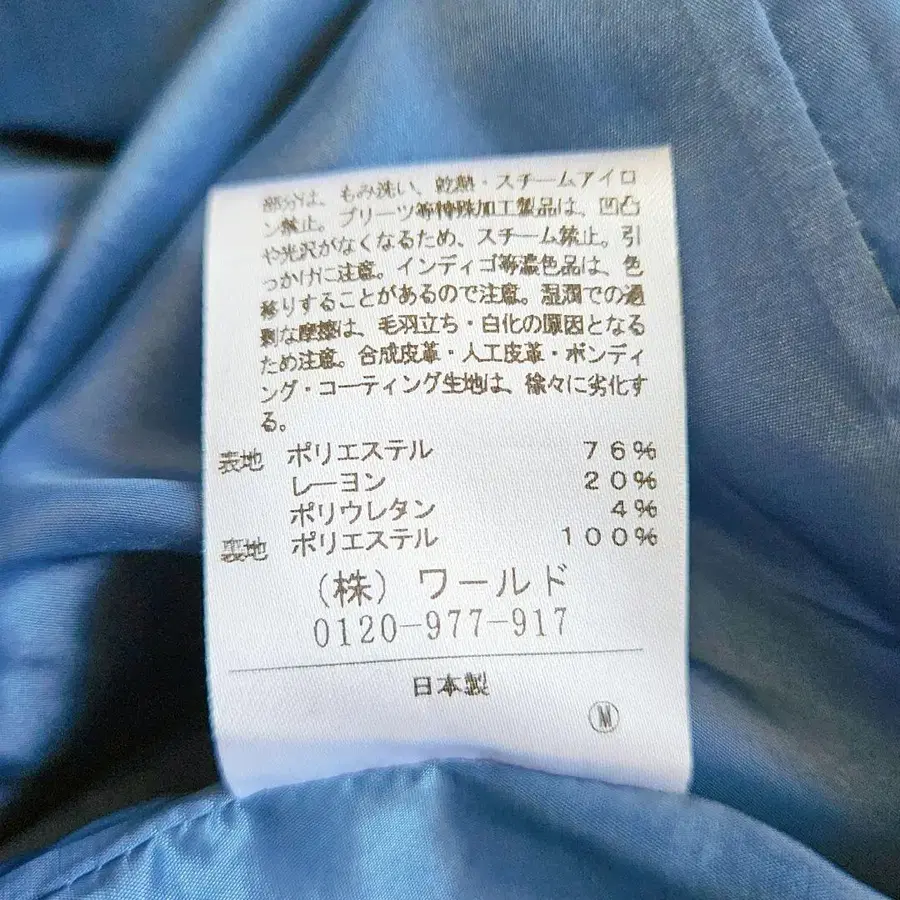 部分は、もみ洗い、乾熱・スチームアイロ
ン禁止。プリーツ等特殊加工製品は、凹凸
や光沢がなくなるため、スチーム禁止。引
っかけに注意。インディゴ等濃色品は、色
移りすることがあるので注意。湿潤での過
剰な摩擦は、毛羽立ち・白化の原因となる
ため注意。合成皮革・人工皮革・ボンディ
ング・コーティング生地は、徐々に劣化す
る。
表地 ポリエステル 76%
レーヨン 20%
ポリウレタン 4%
裏地 ポリエステル 100%
(株) ワールド
0120-977-917
日本製
M